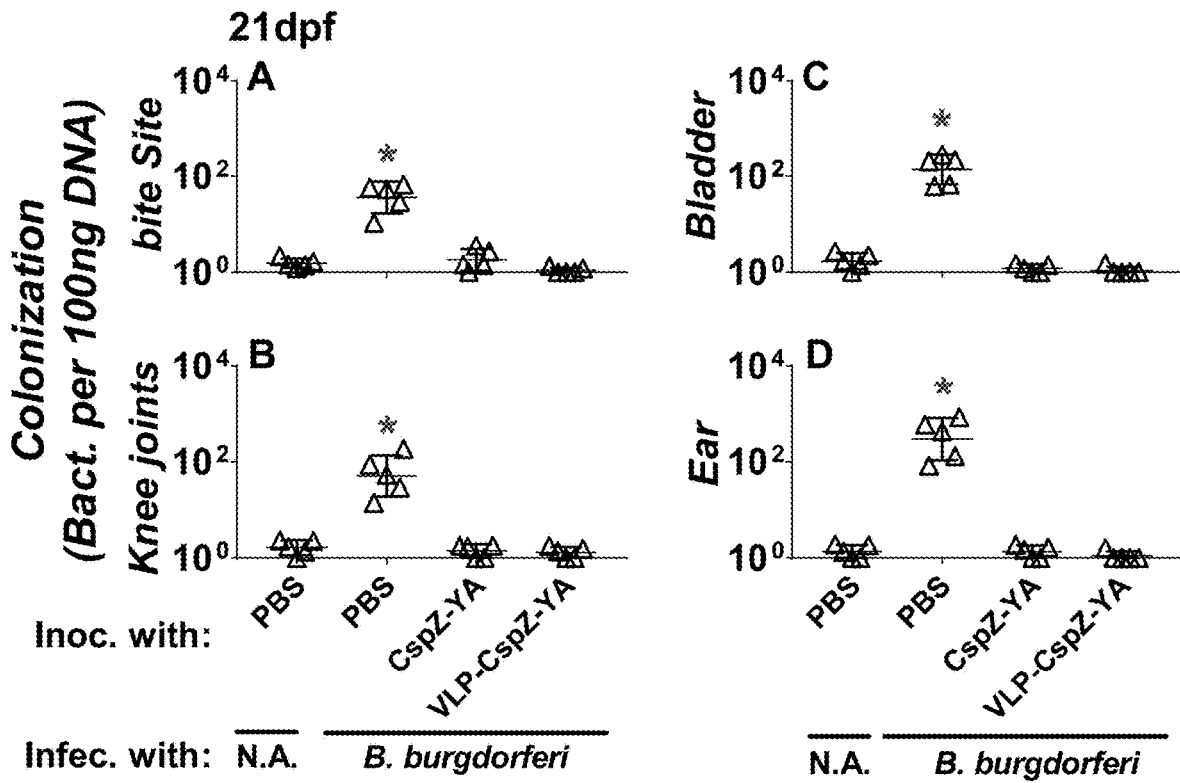 21dpf
Colonization
(Bact. per 100ng DNA)
A
bite Site
10⁴
10²
10⁰
*
C
Bladder
10⁴
10²
10⁰
*
B
Knee joints
10⁴
10²
10⁰
*
D
Ear
10⁴
10²
10⁰
*
Inoc. with:
PBS
PBS
CspZ-YA
VLP-CspZ-YA
PBS
PBS
CspZ-YA
VLP-CspZ-YA
Infec. with: N.A. B. burgdorferi
N.A. B. burgdorferi